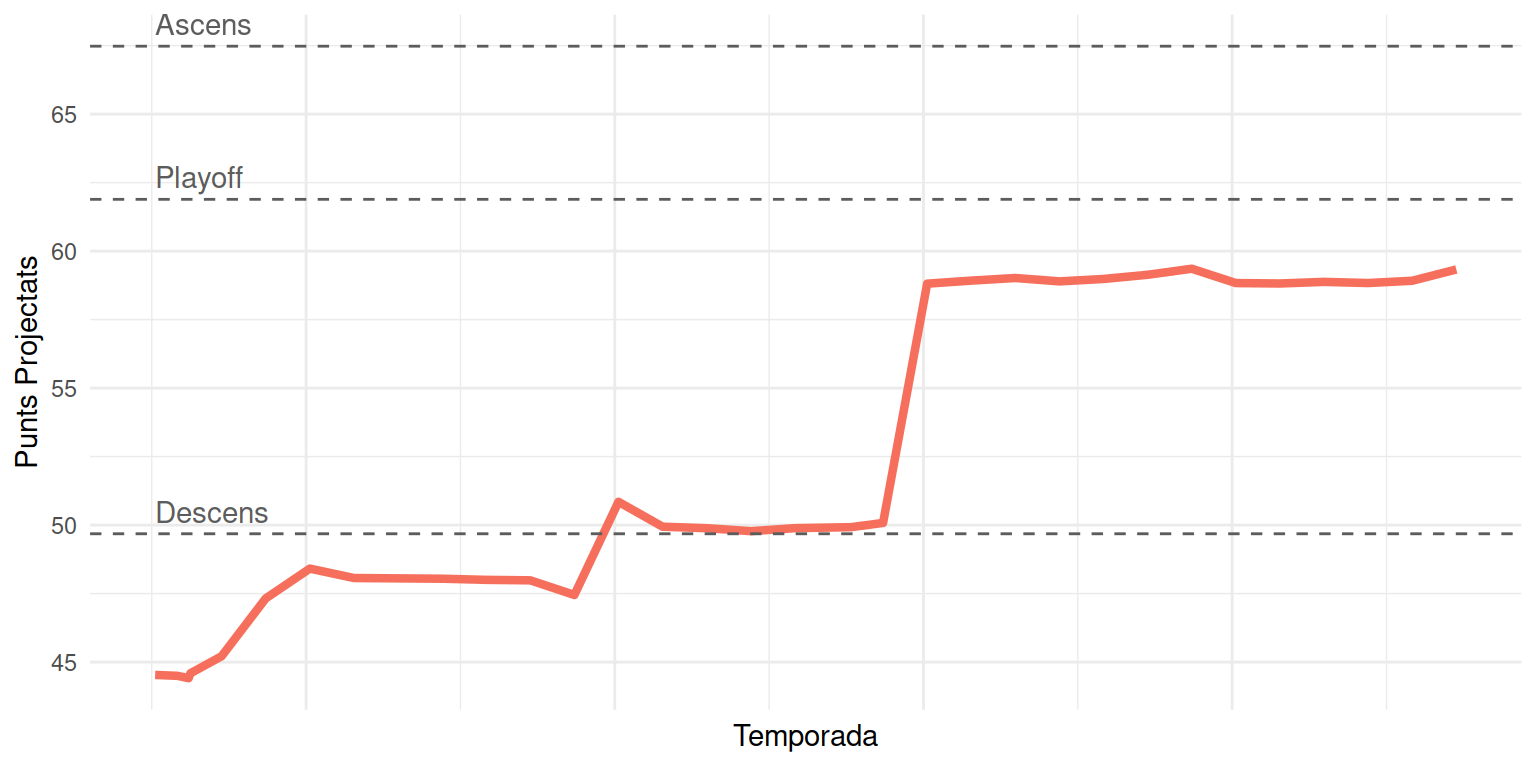 Ascens
65
Playoff
60
55
Descens
50
45
Punts Projectats
Temporada